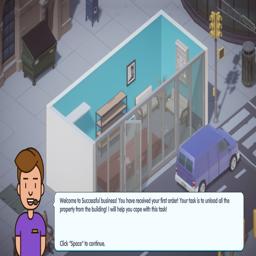 Welcome to Successful business! You have received your first order! Your task is to unload all the
property from the building! I will help you cope with this task!
Click "Space" to continue.